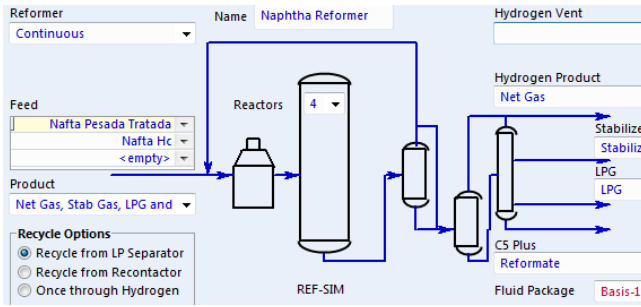 Reformer
Continuous
Name
Naphtha Reformer
Hydrogen Vent
Hydrogen Product
Net Gas
Feed
Nafta Pesada Tratada
Nafta Hc
<empty>
Reactors
4
Stabilize
Stabiliz
LPG
LPG
Product
Net Gas, Stab Gas, LPG and
Recycle Options
Recycle from LP Separator
Recycle from Recontactor
Once through Hydrogen
REF-SIM
C5 Plus
Reformate
Fluid Package
Basis-1